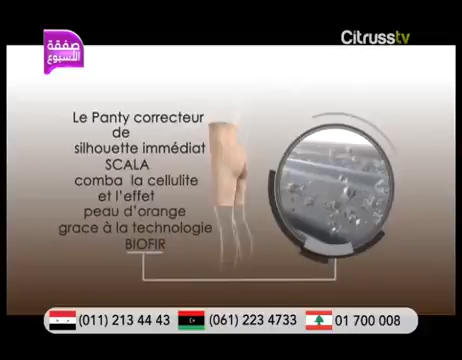 صفقة
الأسبوع
Citrusstv
Le Panty correcteur
de
silhouette immédiat
SCALA
comba la cellulite
et l'effet
peau d'orange
grace à la technologie
BIOFIR
(011) 213 44 43
(061) 223 4733
01 700 008